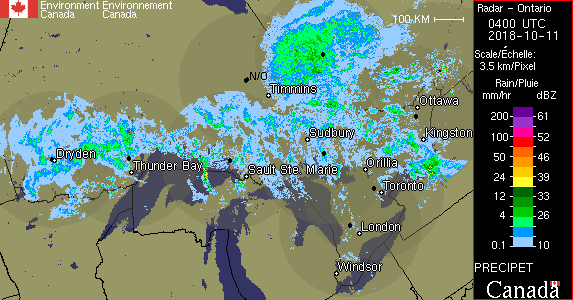 Environment Environnement
Canada Canada
100 KM
N/O
Timmins
Ottawa
Sudbury
Kingston
Dryden
Thunder Bay
Sault Ste. Marie
Orillia
Toronto
London
Windsor
Radar - Ontario
0400 UTC
2018-10-11
Scale/Échelle:
3.5 km/Pixel
Rain/Pluie
mm/hr dBZ
200 61
100 52
50 46
24 39
12 33
4 26
0.1 10
PRECIPET
Canada